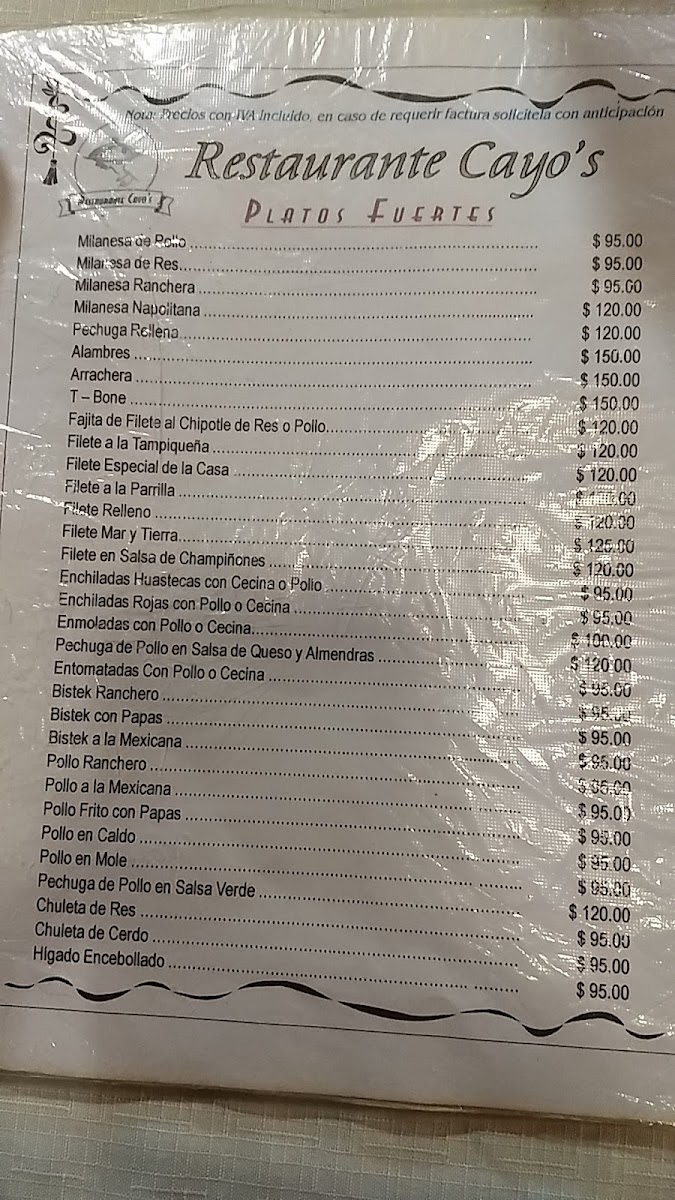 Nota: Precios con IVA incluido, en caso de requerir factura solicitela con anticipación
Restaurante Cayo's
RESTAURANTE CAYO'S
PLATOS FUERTES
Milanesa de Pollo $ 95.00
Milanesa de Res $ 95.00
Milanesa Ranchera $ 95.00
Milanesa Napolitana $ 120.00
Pechuga Rellena $ 120.00
Alambres $ 150.00
Arrachera $ 150.00
T – Bone $ 150.00
Fajita de Filete al Chipotle de Res o Pollo $ 120.00
Filete a la Tampiqueña $ 120.00
Filete Especial de la Casa $ 120.00
Filete a la Parrilla
Filete Relleno $ 120.00
Filete Mar y Tierra $ 125.00
Filete en Salsa de Champiñones $ 120.00
Enchiladas Huastecas con Cecina o Pollo $ 95.00
Enchiladas Rojas con Pollo o Cecina $ 95.00
Enmoladas con Pollo o Cecina $ 100.00
Pechuga de Pollo en Salsa de Queso y Almendras $ 120.00
Entomatadas Con Pollo o Cecina $ 95.00
Bistek Ranchero $ 95.00
Bistek con Papas $ 95.00
Bistek a la Mexicana $ 95.00
Pollo Ranchero $ 95.00
Pollo a la Mexicana $ 95.00
Pollo Frito con Papas $ 95.00
Pollo en Caldo $ 95.00
Pollo en Mole $ 95.00
Pechuga de Pollo en Salsa Verde $ 120.00
Chuleta de Res $ 95.00
Chuleta de Cerdo $ 95.00
Hígado Encebollado $ 95.00